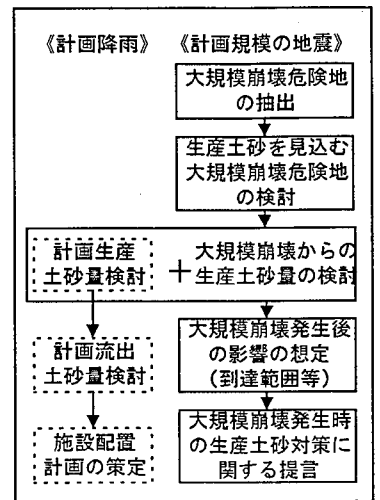 《計画降雨》 《計画規模の地震》
大規模崩壊危険地
の抽出
生産土砂を見込む
大規模崩壊危険地
の検討
計画生産
土砂量検討
+
大規模崩壊からの
生産土砂量の検討
計画流出
土砂量検討
大規模崩壊発生後
の影響の想定
(到達範囲等)
施設配置
計画の策定
大規模崩壊発生時
の生産土砂対策に
関する提言